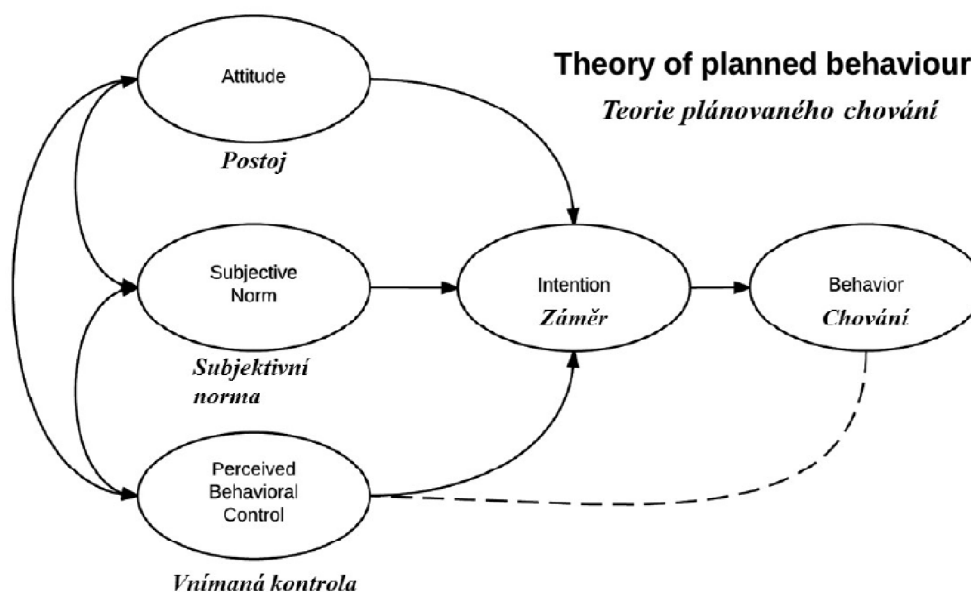 Theory of planned behaviour
Teorie plánovaného chování
Attitude
Postoj
Subjective
Norm
Subjektivní
norma
Perceived
Behavioral
Control
Vnímaná kontrola
Intention
Záměr
Behavior
Chování